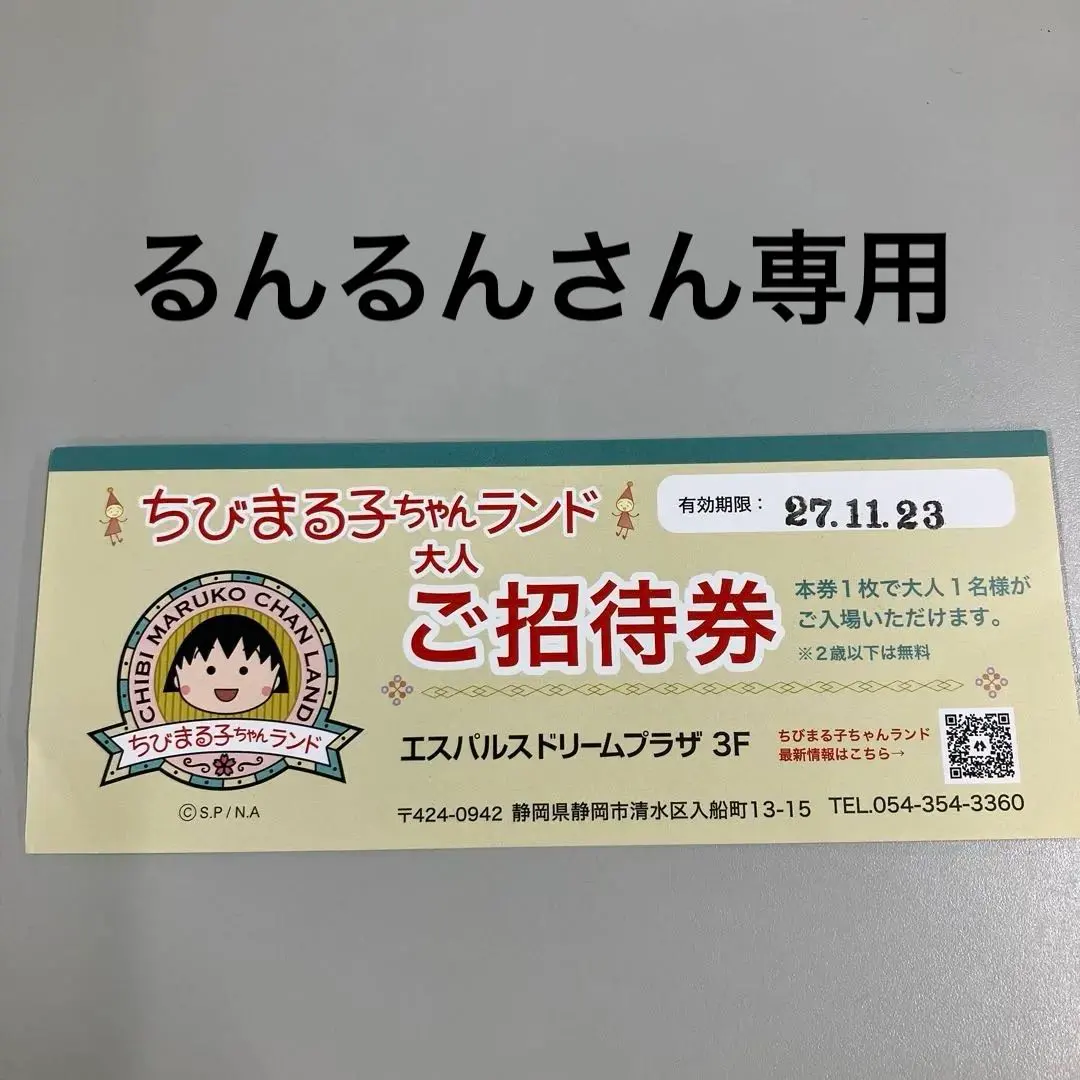 るんるんさん専用
ちびまる子ちゃんランド
有効期限： 27.11.23
大人
ご招待券
本券1枚で大人1名様が
ご入場いただけます。
※2歳以下は無料
CHIBI MARUKO CHAN LAND
ちびまる子ちゃんランド
©S.P/N.A
エスパルスドリームプラザ 3F
ちびまる子ちゃんランド
最新情報はこちら→
〒424-0942 静岡県静岡市清水区入船町13-15 TEL.054-354-3360